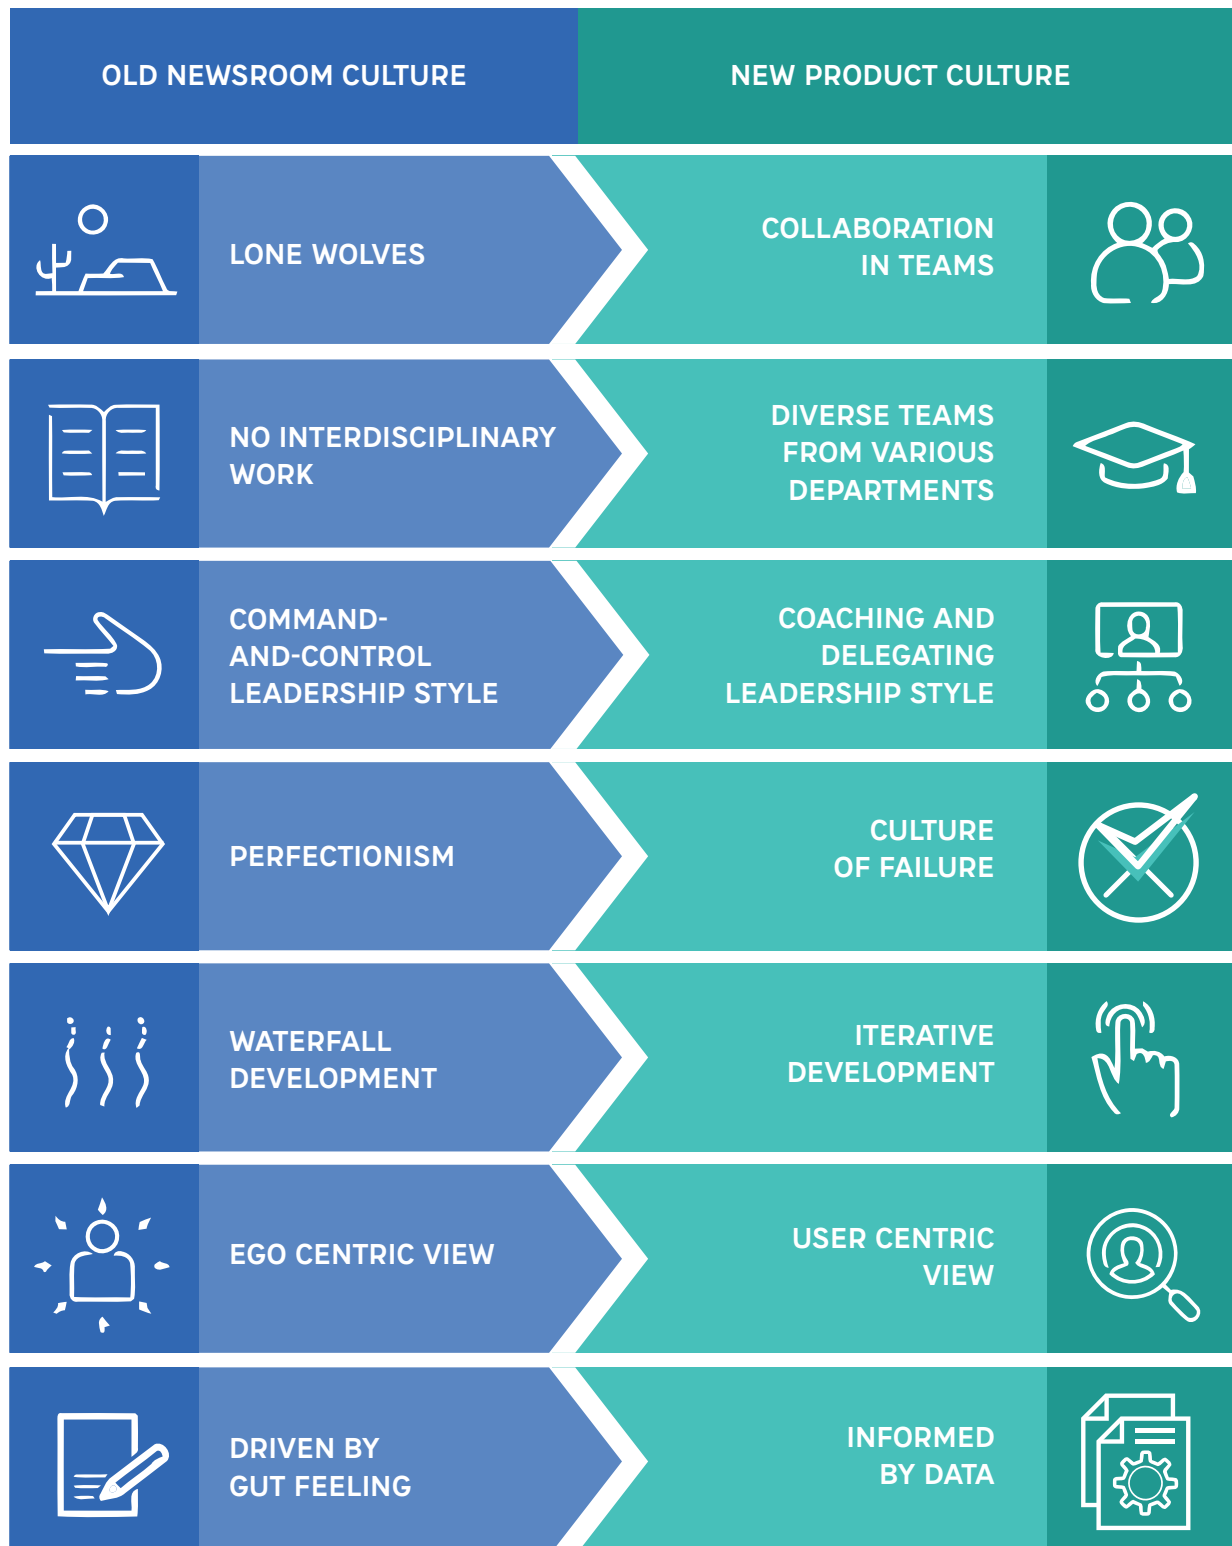 OLD NEWSROOM CULTURE
NEW PRODUCT CULTURE
LONE WOLVES
COLLABORATION
IN TEAMS
NO INTERDISCIPLINARY
WORK
DIVERSE TEAMS
FROM VARIOUS
DEPARTMENTS
COMMAND-
AND-CONTROL
LEADERSHIP STYLE
COACHING AND
DELEGATING
LEADERSHIP STYLE
PERFECTIONISM
CULTURE
OF FAILURE
WATERFALL
DEVELOPMENT
ITERATIVE
DEVELOPMENT
EGO CENTRIC VIEW
USER CENTRIC
VIEW
DRIVEN BY
GUT FEELING
INFORMED
BY DATA